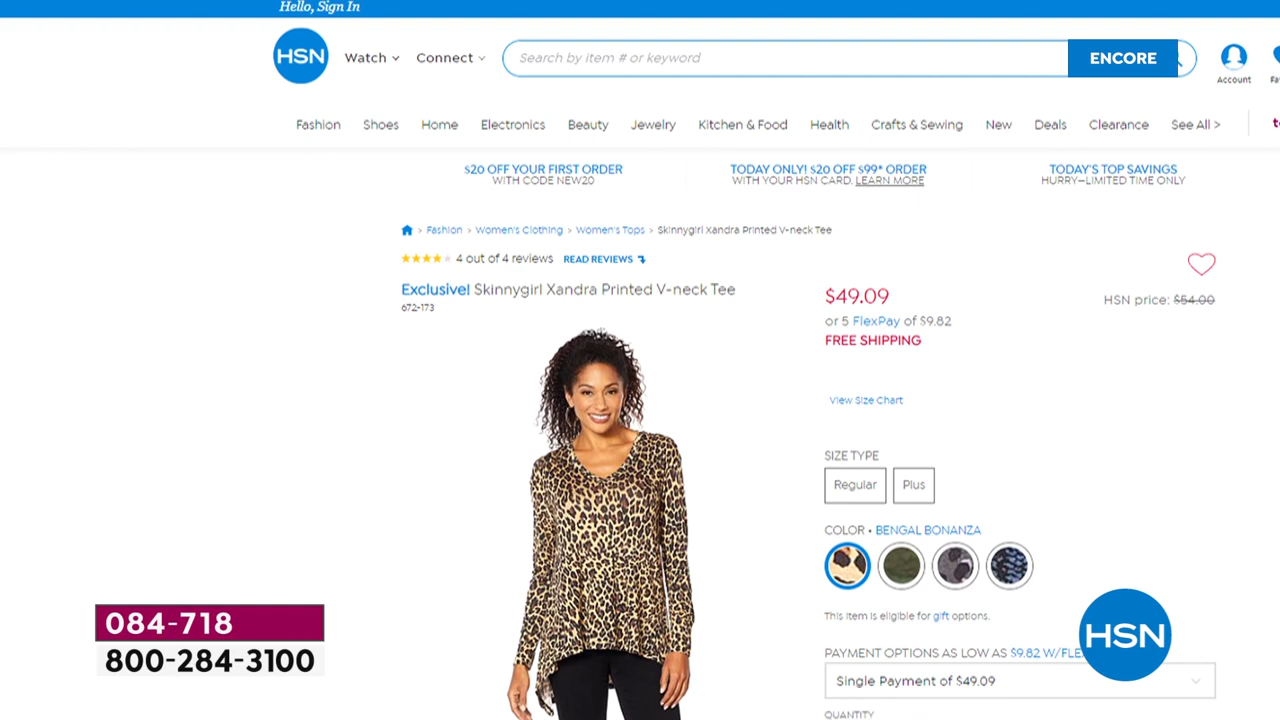 Hello, Sign In
HSN
Watch
Connect
Search by item # or keyword
ENCORE
Account
Fashion
Shoes
Home
Electronics
Beauty
Jewelry
Kitchen & Food
Health
Crafts & Sewing
New
Deals
Clearance
See All >
$20 OFF YOUR FIRST ORDER
WITH CODE NEW20
TODAY ONLY! $20 OFF $99* ORDER
WITH YOUR HSN CARD. LEARN MORE
TODAY'S TOP SAVINGS
HURRY—LIMITED TIME ONLY
> Fashion > Women's Clothing > Women's Tops > Skinnygirl Xandra Printed V-neck Tee
4 out of 4 reviews READ REVIEWS
Exclusive! Skinnygirl Xandra Printed V-neck Tee
672-173
$49.09
HSN price: $54.00
or 5 FlexPay of $9.82
FREE SHIPPING
View Size Chart
SIZE TYPE
Regular
Plus
COLOR • BENGAL BONANZA
This item is eligible for gift options.
PAYMENT OPTIONS AS LOW AS $9.82 W/FLE
Single Payment of $49.09
QUANTITY
HSN
084-718
800-284-3100